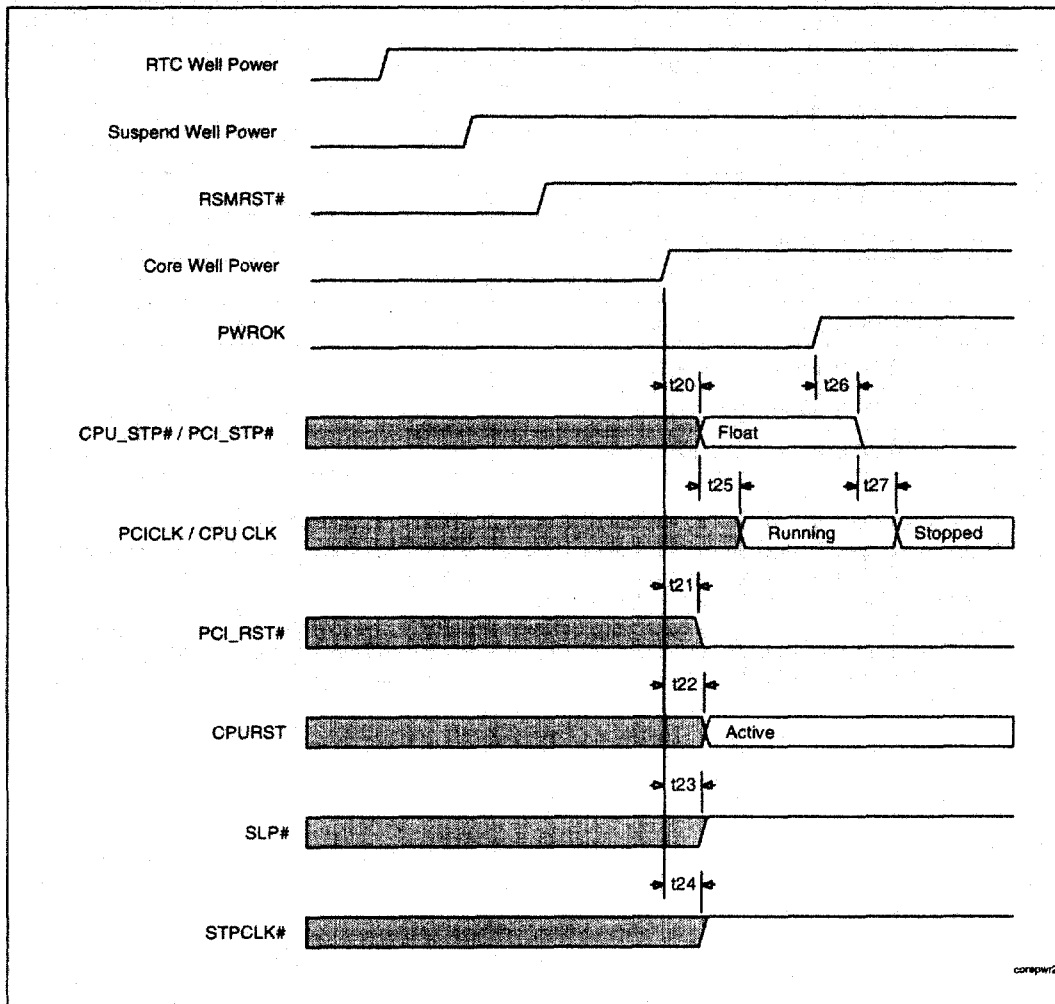 RTC Well Power
Suspend Well Power
RSMRST#
Core Well Power
PWROK
t20
t26
CPU_STP# / PCI_STP#
Float
t25
t27
PCICLK / CPU CLK
Running
Stopped
t21
PCI_RST#
t22
CPURST
Active
t23
SLP#
t24
STPCLK#
corepwr2